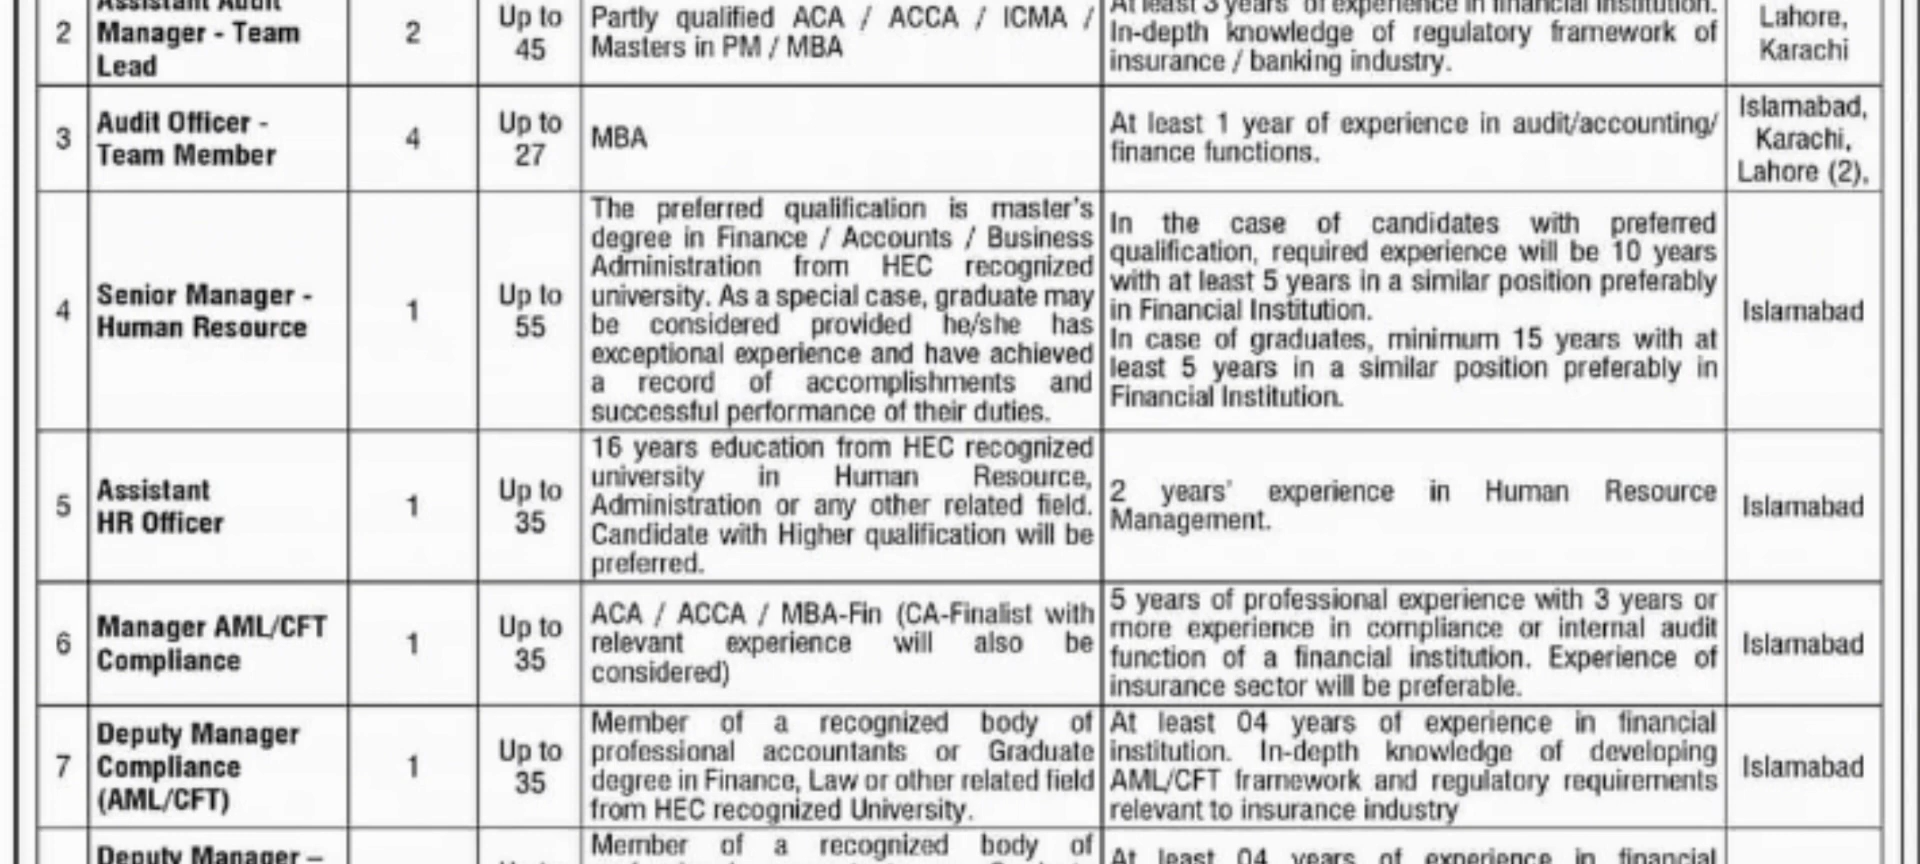 2
Assistant Audit
Manager - Team
Lead
2
Up to
45
Partly qualified ACA / ACCA / ICMA /
Masters in PM / MBA
At least 3 years' of experience in financial institution.
In-depth knowledge of regulatory framework of
insurance / banking industry.
Lahore,
Karachi
3
Audit Officer -
Team Member
4
Up to
27
MBA
At least 1 year of experience in audit/accounting/
finance functions.
Islamabad,
Karachi,
Lahore (2),
4
Senior Manager -
Human Resource
1
Up to
55
The preferred qualification is master's
degree in Finance / Accounts / Business
Administration from HEC recognized
university. As a special case, graduate may
be considered provided he/she has
exceptional experience and have achieved
a record of accomplishments and
successful performance of their duties.
In the case of candidates with preferred
qualification, required experience will be 10 years
with at least 5 years in a similar position preferably
in Financial Institution.
In case of graduates, minimum 15 years with at
least 5 years in a similar position preferably in
Financial Institution.
Islamabad
5
Assistant
HR Officer
1
Up to
35
16 years education from HEC recognized
university in Human Resource,
Administration or any other related field.
Candidate with Higher qualification will be
preferred.
2 years' experience in Human Resource
Management.
Islamabad
6
Manager AML/CFT
Compliance
1
Up to
35
ACA / ACCA / MBA-Fin (CA-Finalist with
relevant experience will also be
considered)
5 years of professional experience with 3 years or
more experience in compliance or internal audit
function of a financial institution. Experience of
insurance sector will be preferable.
Islamabad
7
Deputy Manager
Compliance
(AML/CFT)
1
Up to
35
Member of a recognized body of
professional accountants or Graduate
degree in Finance, Law or other related field
from HEC recognized University.
At least 04 years of experience in financial
institution. In-depth knowledge of developing
AML/CFT framework and regulatory requirements
relevant to insurance industry
Islamabad
Deputy Manager –
Member of a recognized body of
At least 04 years of experience in financial